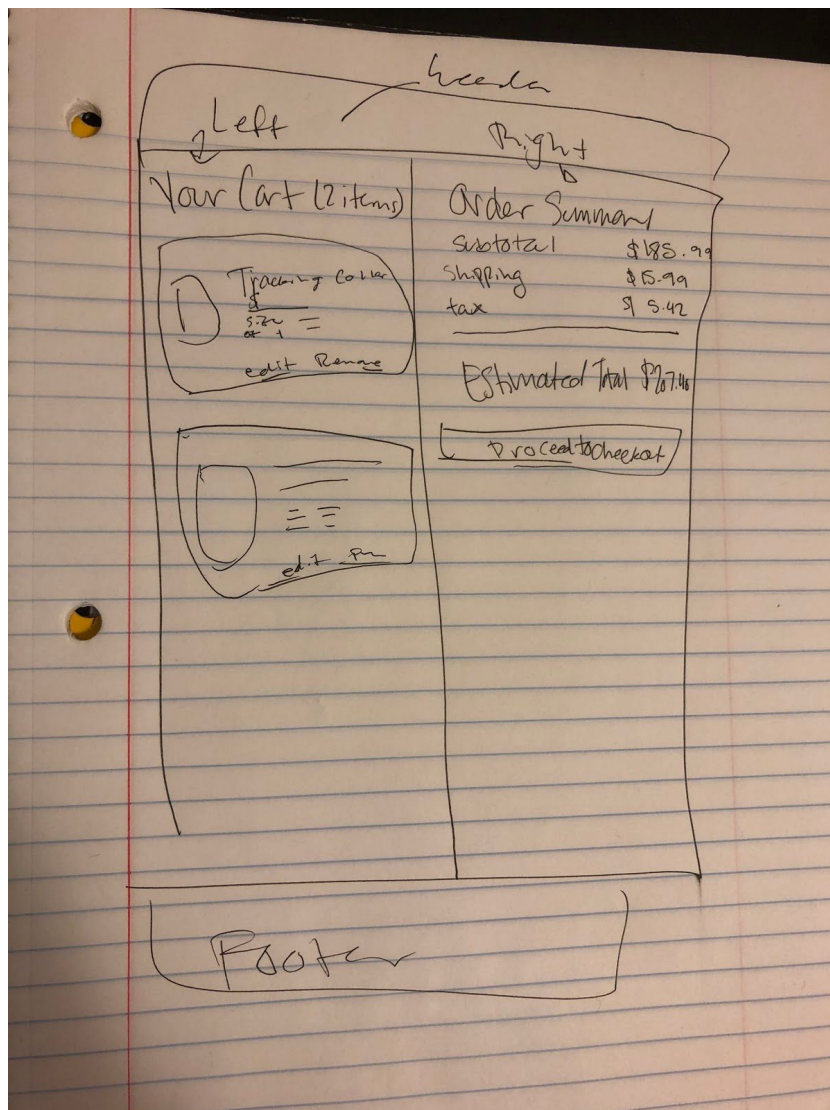 header
Left
Right
Your Cart (2 items)
Tracking Collar
$
size
edit Remove
edit
Order Summary
subtotal $185.99
shipping $15.99
tax $ 5.42
Estimated Total $207.40
Proceed to checkout
Footer